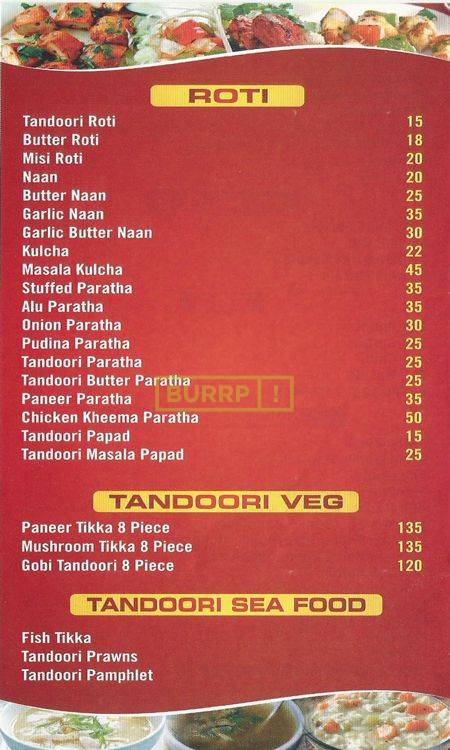 ROTI
Tandoori Roti 15
Butter Roti 18
Misi Roti 20
Naan 20
Butter Naan 25
Garlic Naan 35
Garlic Butter Naan 30
Kulcha 22
Masala Kulcha 45
Stuffed Paratha 35
Alu Paratha 35
Onion Paratha 30
Pudina Paratha 25
Tandoori Paratha 25
Tandoori Butter Paratha 25
BURRP!
Paneer Paratha 35
Chicken Kheema Paratha 50
Tandoori Papad 15
Tandoori Masala Papad 25
TANDOORI VEG
Paneer Tikka 8 Piece 135
Mushroom Tikka 8 Piece 135
Gobi Tandoori 8 Piece 120
TANDOORI SEA FOOD
Fish Tikka
Tandoori Prawns
Tandoori Pamphlet